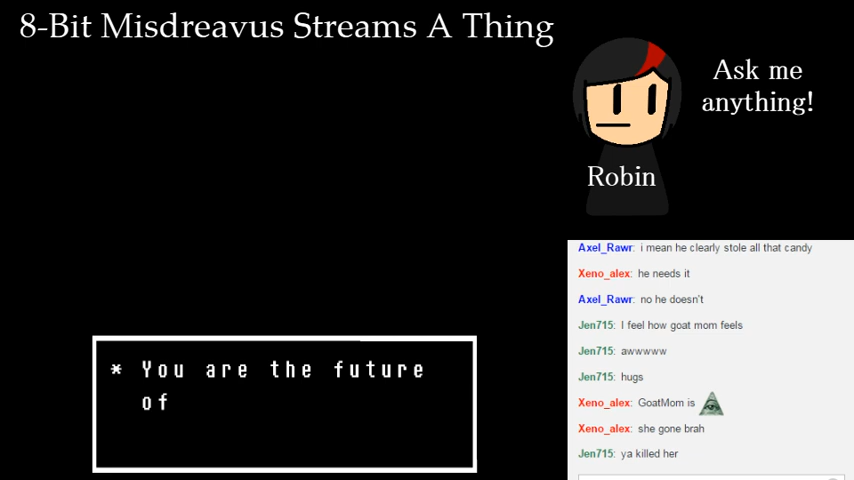 8-Bit Misdreavus Streams A Thing
Ask me
anything!
Robin
Axel_Rawr: i mean he clearly stole all that candy
Xeno_alex: he needs it
Axel_Rawr: no he doesn't
Jen715: I feel how goat mom feels
Jen715: awwwww
Jen715: hugs
Xeno_alex: GoatMom is
Xeno_alex: she gone brah
Jen715: ya killed her
* You are the future
of